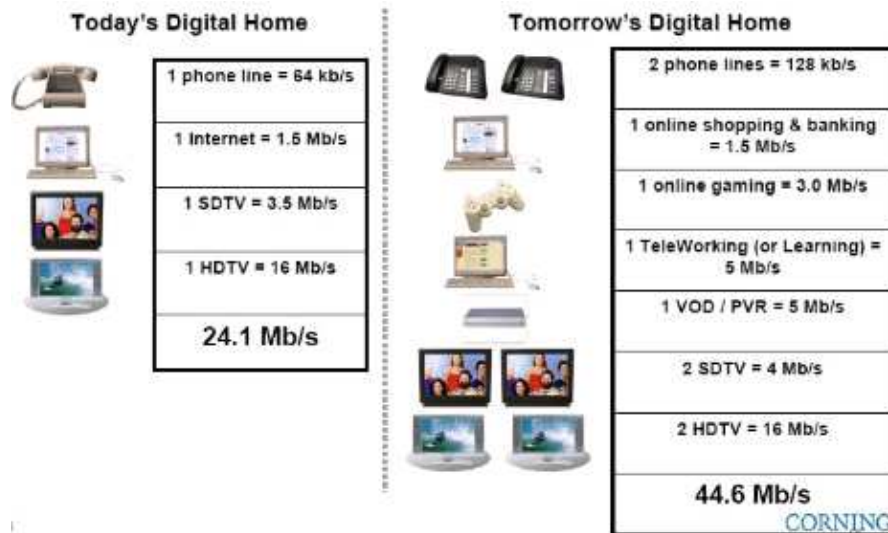 Today's Digital Home
1 phone line = 64 kb/s
1 Internet = 1.5 Mb/s
1 SDTV = 3.5 Mb/s
1 HDTV = 16 Mb/s
24.1 Mb/s
Tomorrow's Digital Home
2 phone lines = 128 kb/s
1 online shopping & banking
= 1.5 Mb/s
1 online gaming = 3.0 Mb/s
1 TeleWorking (or Learning) =
5 Mb/s
1 VOD / PVR = 5 Mb/s
2 SDTV = 4 Mb/s
2 HDTV = 16 Mb/s
44.6 Mb/s
CORNING